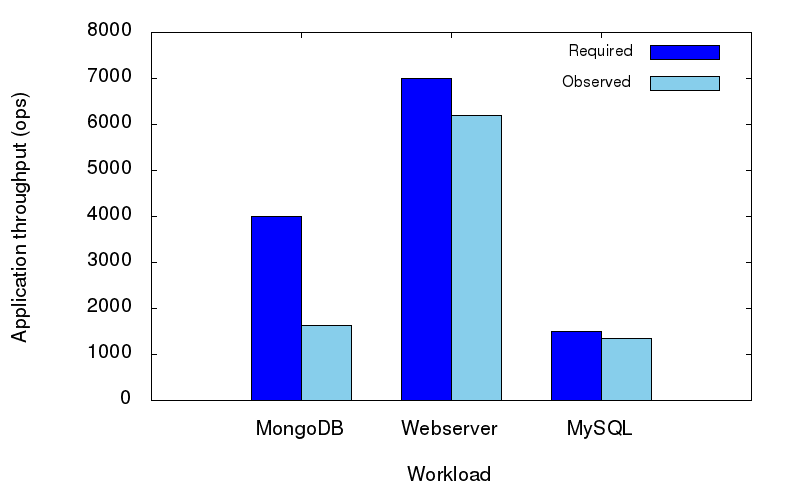 8000
7000
6000
5000
4000
3000
2000
1000
0
Application throughput (ops)
Required
Observed
MongoDB Webserver MySQL
Workload